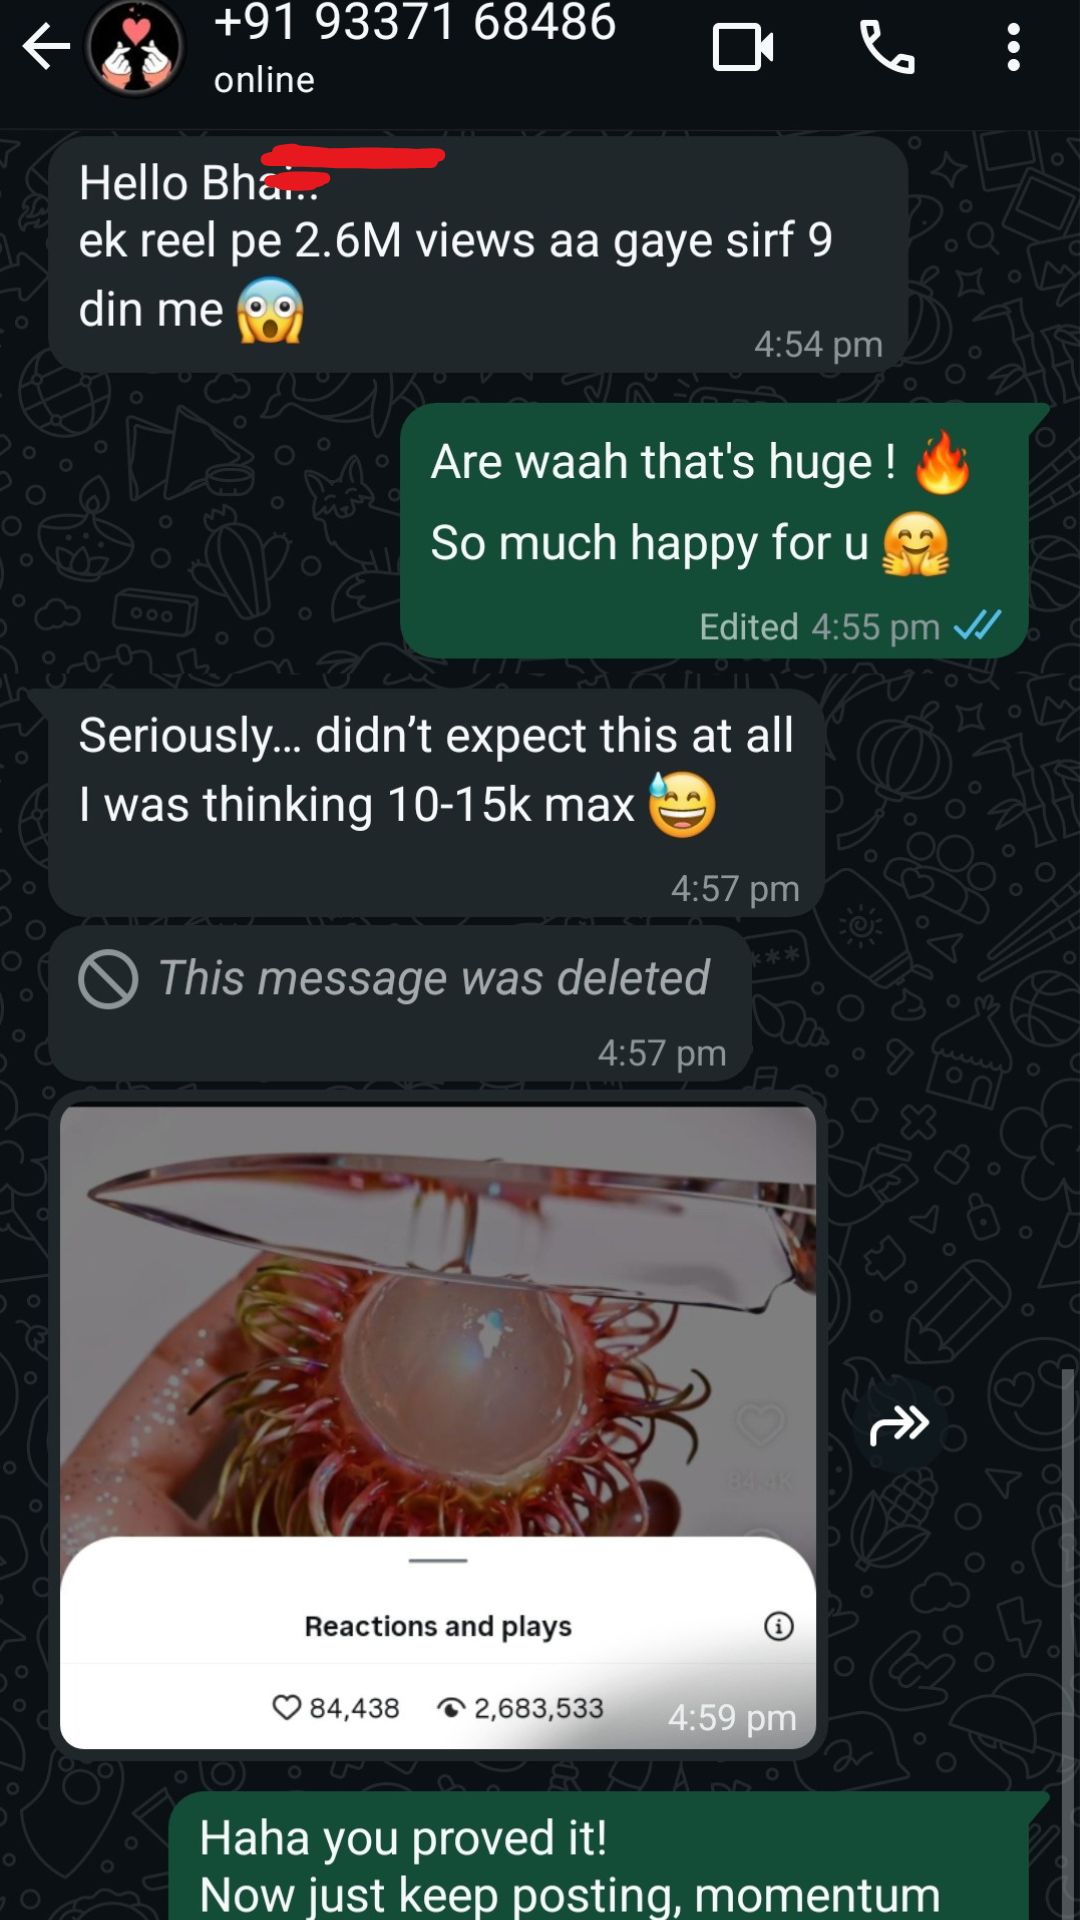 +91 93371 68486
online
Hello Bhai..
ek reel pe 2.6M views aa gaye sirf 9
din me 😱
4:54 pm
Are waah that's huge ! 🔥
So much happy for u 🤗
Edited 4:55 pm
Seriously... didn’t expect this at all
I was thinking 10-15k max 😅
4:57 pm
This message was deleted
4:57 pm
84.4K
Reactions and plays
84,438 2,683,533
4:59 pm
Haha you proved it!
Now just keep posting, momentum